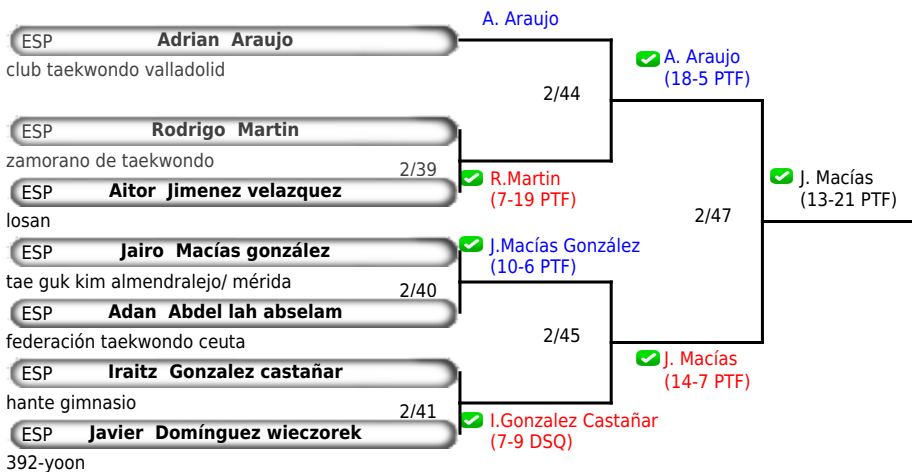 A. Araujo
ESP Adrian Araujo
club taekwondo valladolid
A. Araujo
(18-5 PTF)
2/44
ESP Rodrigo Martin
zamorano de taekwondo
2/39
ESP Aitor Jimenez velazquez
losan
R.Martin
(7-19 PTF)
J. Macías
(13-21 PTF)
2/47
ESP Jairo Macías gonzález
tae guk kim almendralejo/ mérida
J.Macías González
(10-6 PTF)
2/40
ESP Adan Abdel lah abselam
federación taekwondo ceuta
2/45
ESP Iraitz Gonzalez castañar
hante gimnasio
J. Macías
(14-7 PTF)
2/41
ESP Javier Domínguez wieczorek
392-yoon
I.Gonzalez Castañar
(7-9 DSQ)